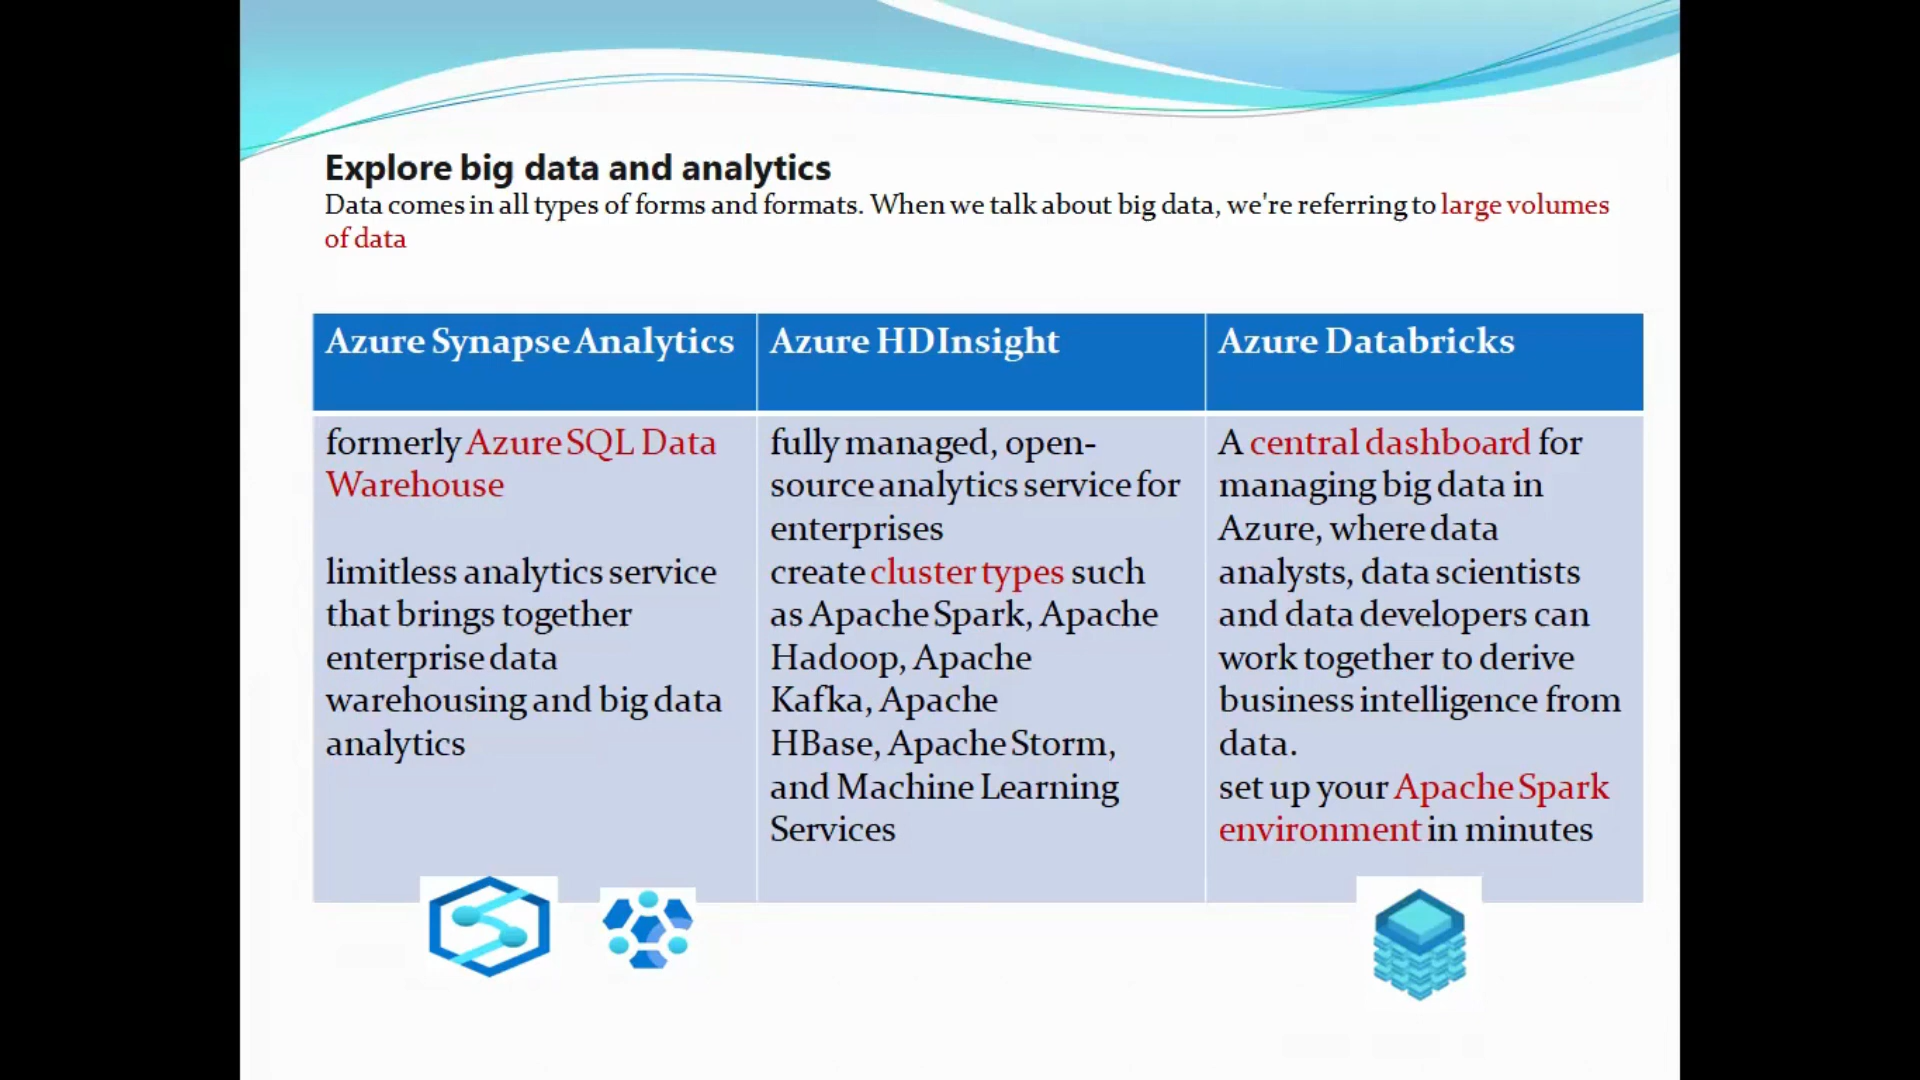 Explore big data and analytics
Data comes in all types of forms and formats. When we talk about big data, we're referring to large volumes
of data
Azure Synapse Analytics
formerly Azure SQL Data
Warehouse
limitless analytics service
that brings together
enterprise data
warehousing and big data
analytics
Azure HDInsight
fully managed, open-
source analytics service for
enterprises
create cluster types such
as Apache Spark, Apache
Hadoop, Apache
Kafka, Apache
HBase, Apache Storm,
and Machine Learning
Services
Azure Databricks
A central dashboard for
managing big data in
Azure, where data
analysts, data scientists
and data developers can
work together to derive
business intelligence from
data.
set up your Apache Spark
environment in minutes